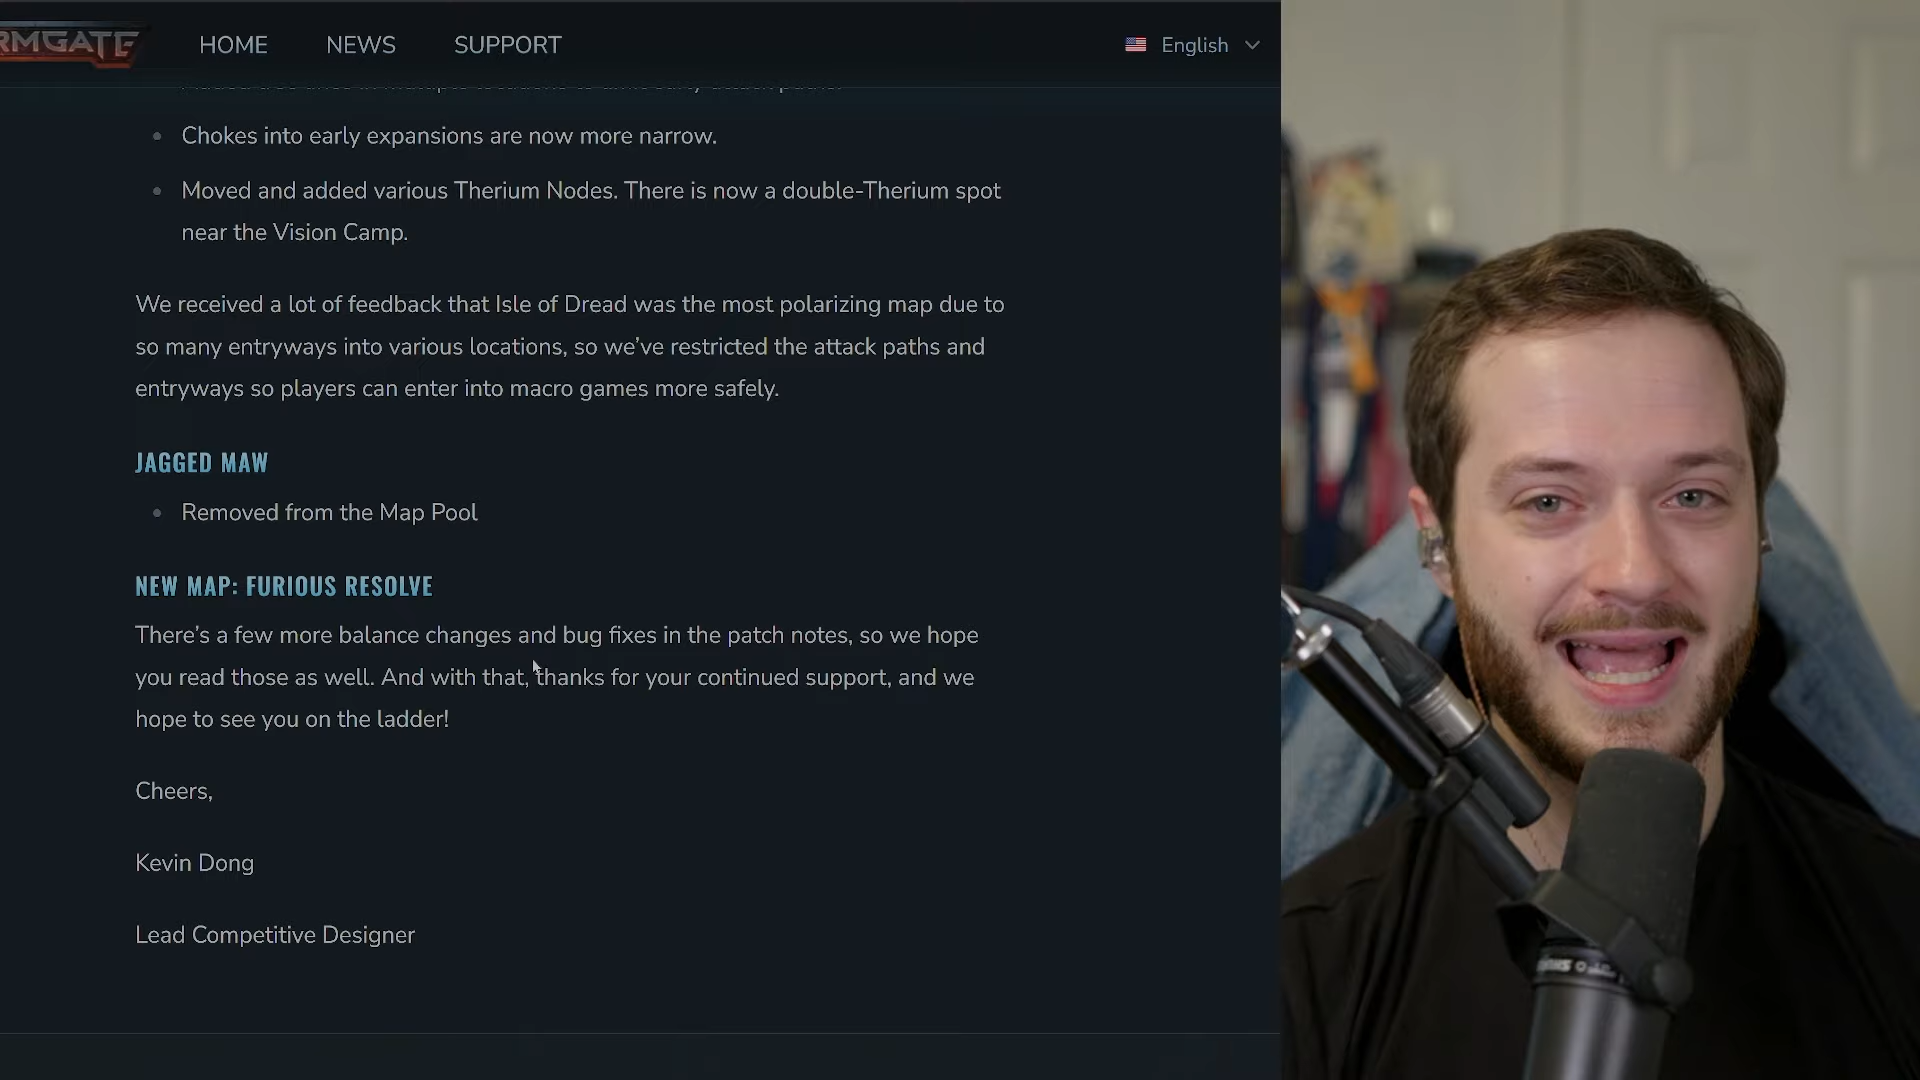 RMGATE
HOME
NEWS
SUPPORT
English
Chokes into early expansions are now more narrow.
Moved and added various Therium Nodes. There is now a double-Therium spot
near the Vision Camp.
We received a lot of feedback that Isle of Dread was the most polarizing map due to
so many entryways into various locations, so we’ve restricted the attack paths and
entryways so players can enter into macro games more safely.
JAGGED MAW
Removed from the Map Pool
NEW MAP: FURIOUS RESOLVE
There’s a few more balance changes and bug fixes in the patch notes, so we hope
you read those as well. And with that, thanks for your continued support, and we
hope to see you on the ladder!
Cheers,
Kevin Dong
Lead Competitive Designer